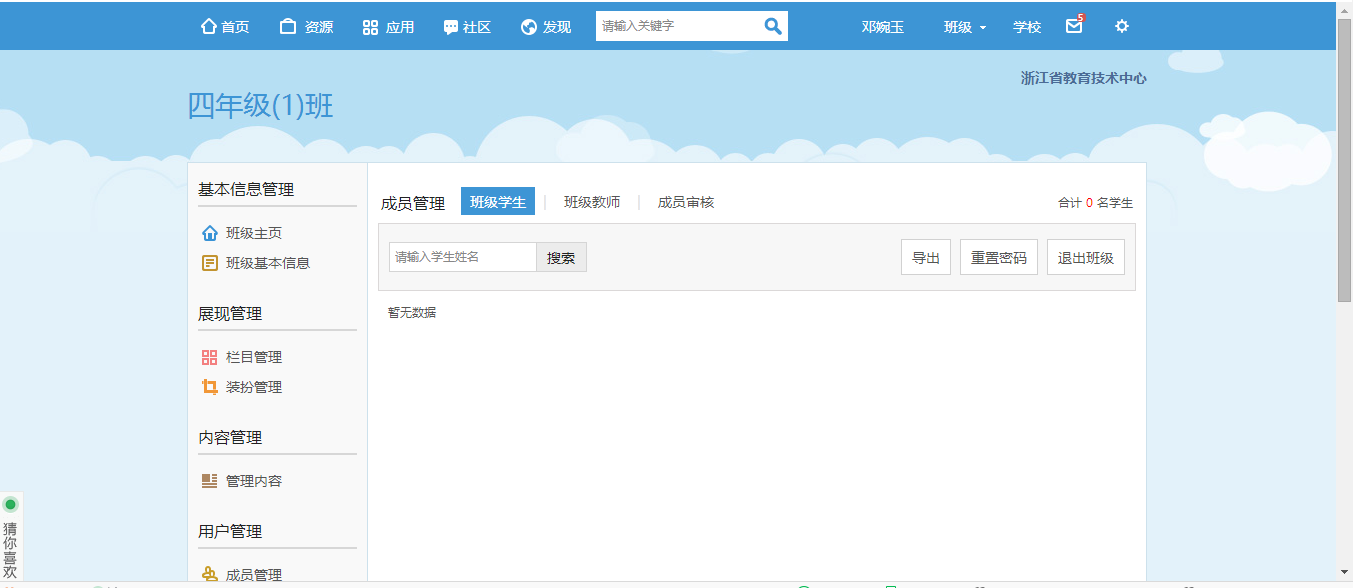 首页 资源 应用 社区 发现 请输入关键字 邓婉玉 班级 学校 5
浙江省教育技术中心
四年级(1)班
基本信息管理
班级主页
班级基本信息
展现管理
栏目管理
装扮管理
内容管理
管理内容
用户管理
成员管理
成员管理 班级学生 | 班级教师 | 成员审核 合计 0 名学生
请输入学生姓名 搜索 导出 重置密码 退出班级
暂无数据
猜你喜欢